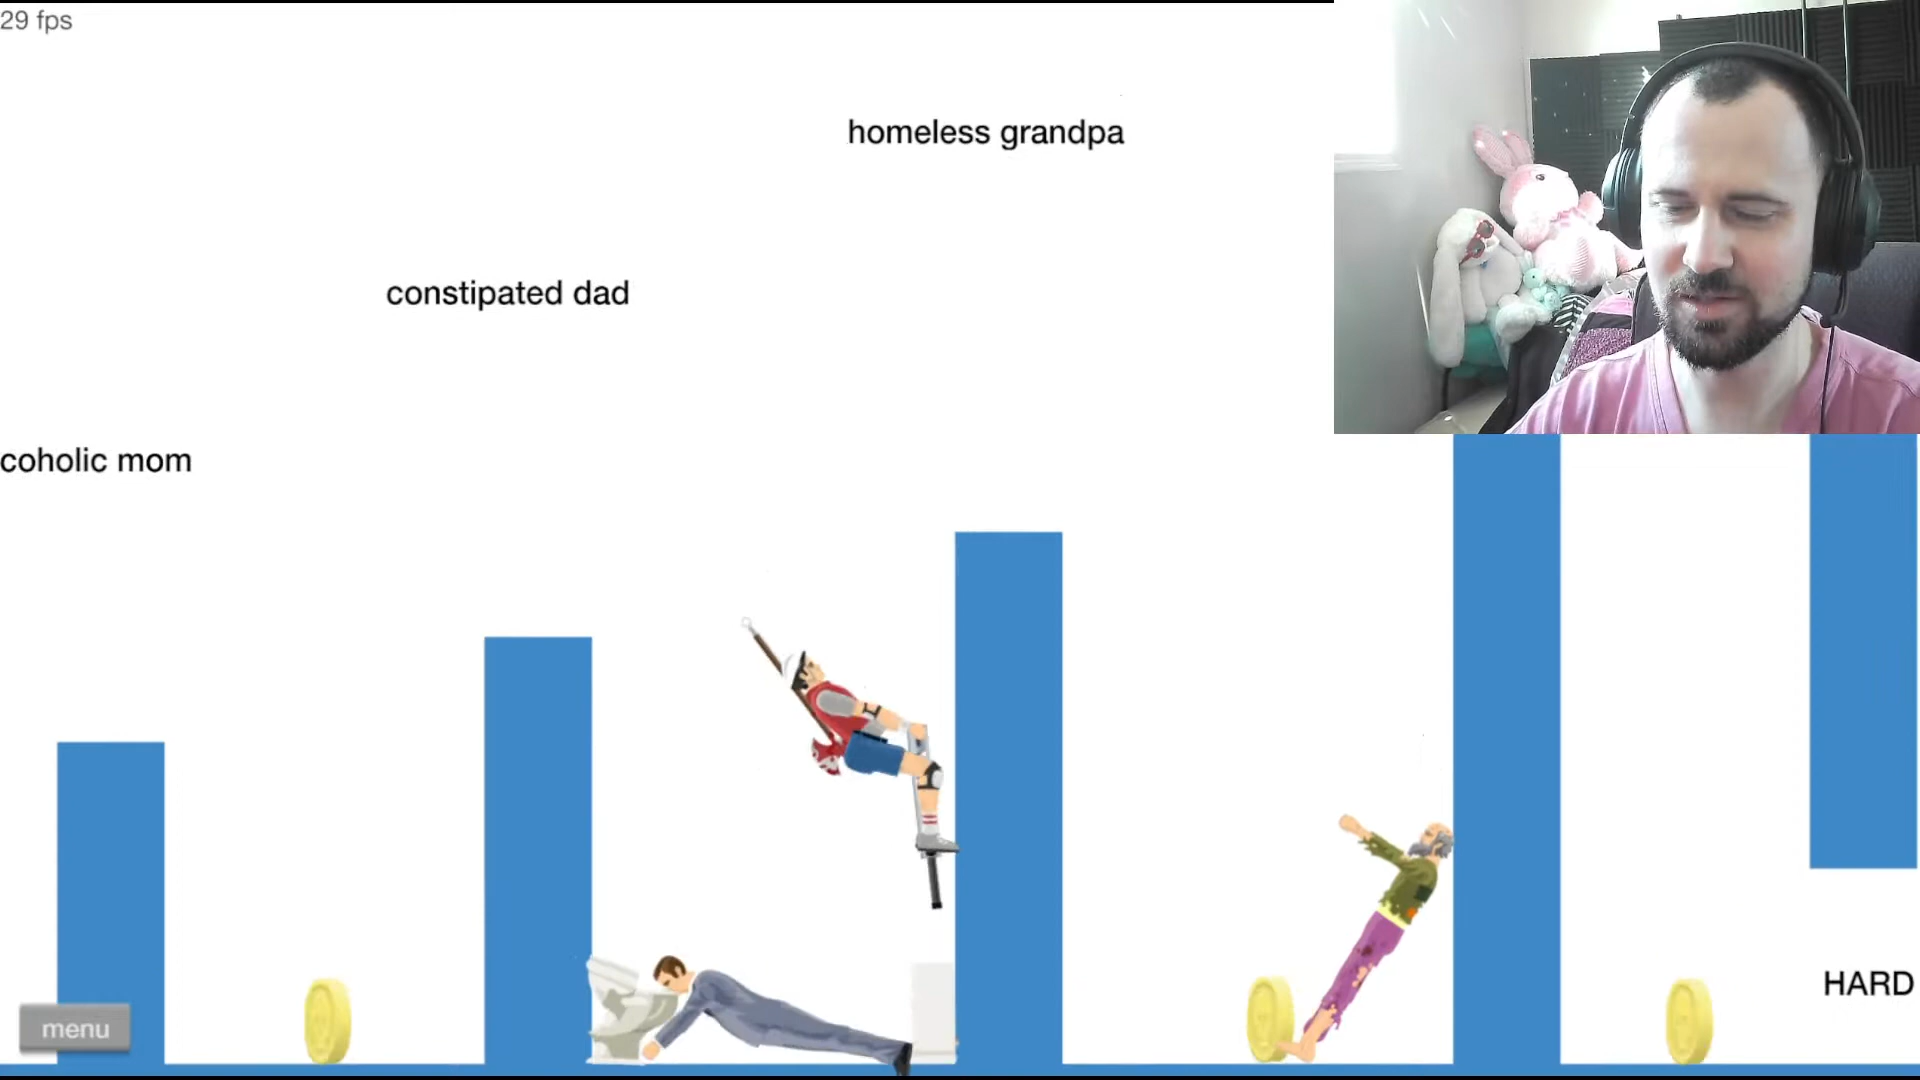 29 fps
homeless grandpa
constipated dad
coholic mom
HARD
menu